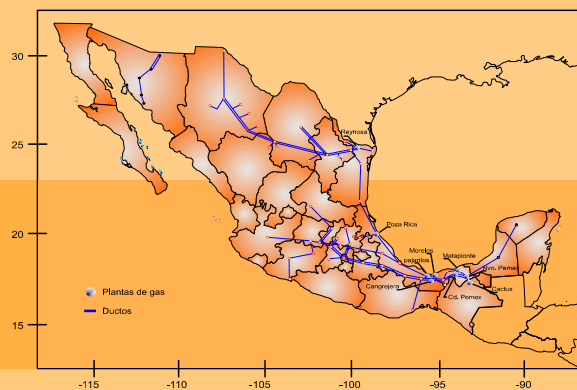 30
25
20
15
Reynosa
Poza Rica
Morelos
Matapionte
pajaritos
Nvo. Pemex
Cangrejera
Cactus
Cd. Pemex
Plantas de gas
Ductos
-115
-110
-105
-100
-95
-90